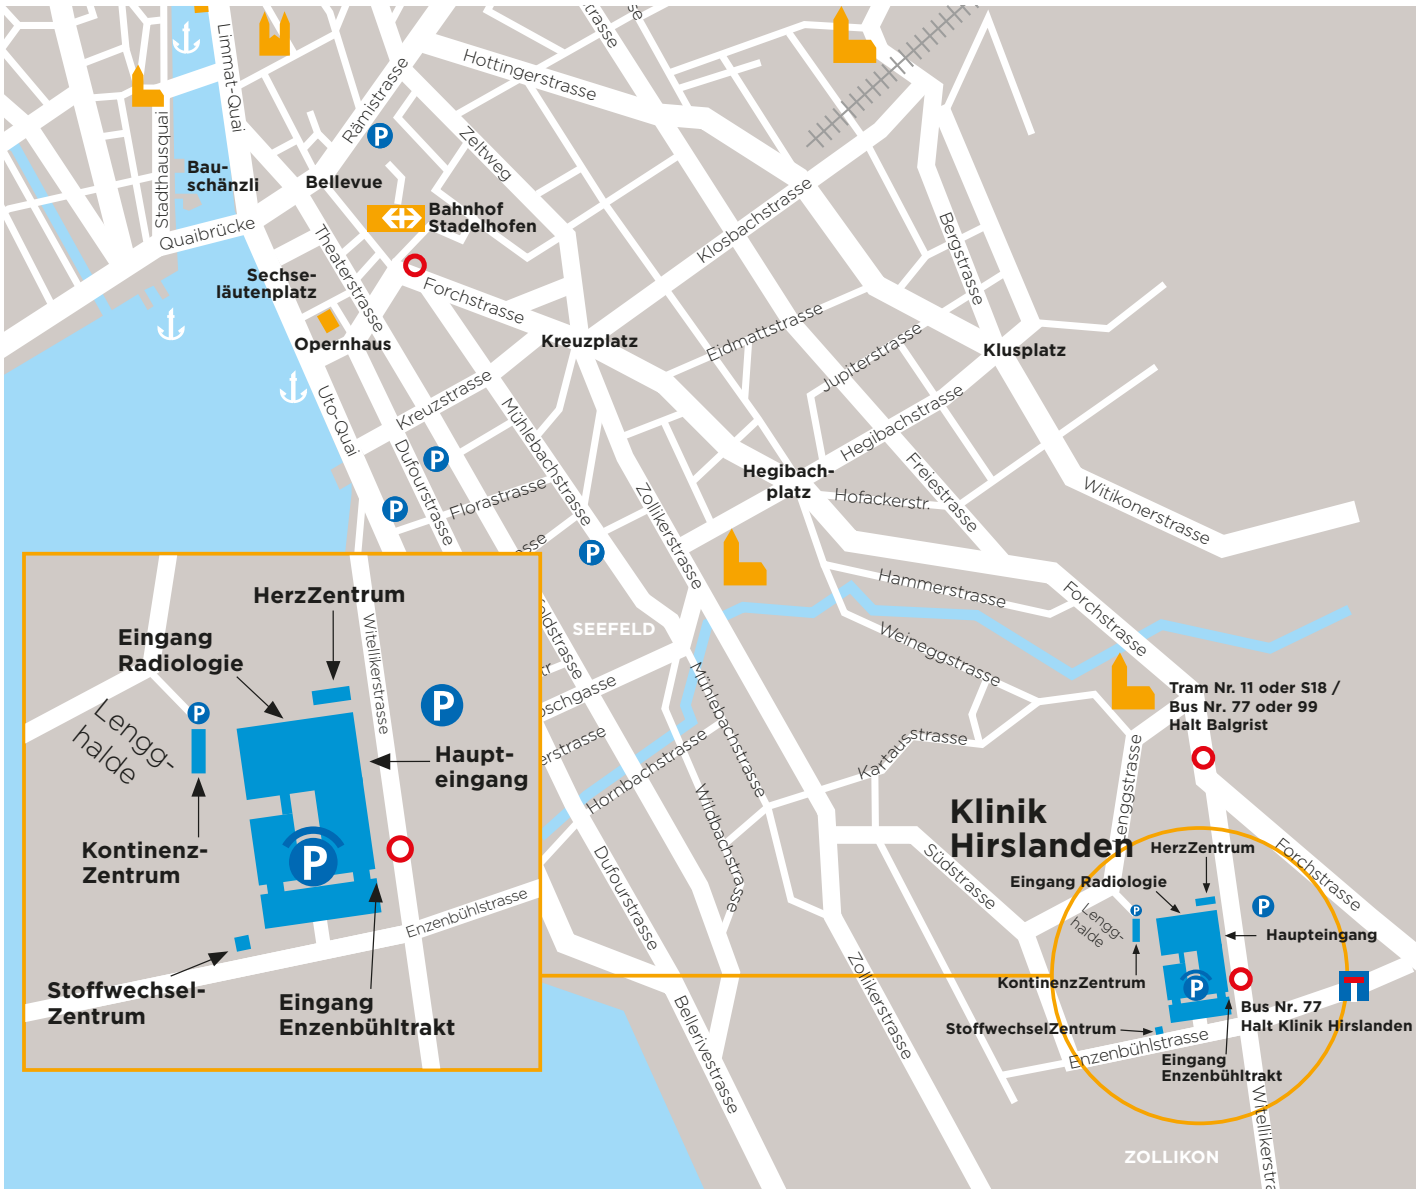 Limmat-Quai
Stadthausquai
Hottingerstrasse
Rämistrasse
Zeltweg
Bau-
schänzli
Bellevue
Bahnhof
Stadelhofen
Quaibrücke
Theaterstrasse
Sechse-
läutenplatz
Opernhaus
Forchstrasse
Kreuzplatz
Klosbachstrasse
Bergstrasse
Eidmattstrasse
Jupiterstrasse
Klusplatz
Uto-Quai
Kreuzstrasse
Mühlebachstrasse
Dufourstrasse
Florastrasse
Zollikerstrasse
Hegibachstrasse
Hegibach-
platz
Hofackerstr.
Freiestrasse
Witikonerstrasse
Hammerstrasse
Weineggstrasse
Forchstrasse
SEEFELD
Mühlebachstrasse
Hornbachstrasse
Wildbachstrasse
Kartausstrasse
Tram Nr. 11 oder S18 /
Bus Nr. 77 oder 99
Halt Balgrist
Klinik
Hirslanden
Südstrasse
Forchstrasse
Dufourstrasse
Zollikerstrasse
Bellerivestrasse
HerzZentrum
Eingang Radiologie
Lengg-
halde
P
Haupteingang
KontinenzZentrum
P
Bus Nr. 77
Halt Klinik Hirslanden
StoffwechselZentrum
Enzenbühlstrasse
Eingang
Enzenbühltrakt
ZOLLIKON
HerzZentrum
Eingang
Radiologie
Witellikerstrasse
Lengg-
halde
P
P
Haupt-
eingang
Kontinenz-
Zentrum
P
Enzenbühlstrasse
Stoffwechsel-
Zentrum
Eingang
Enzenbühltrakt
P
P
P
P
P